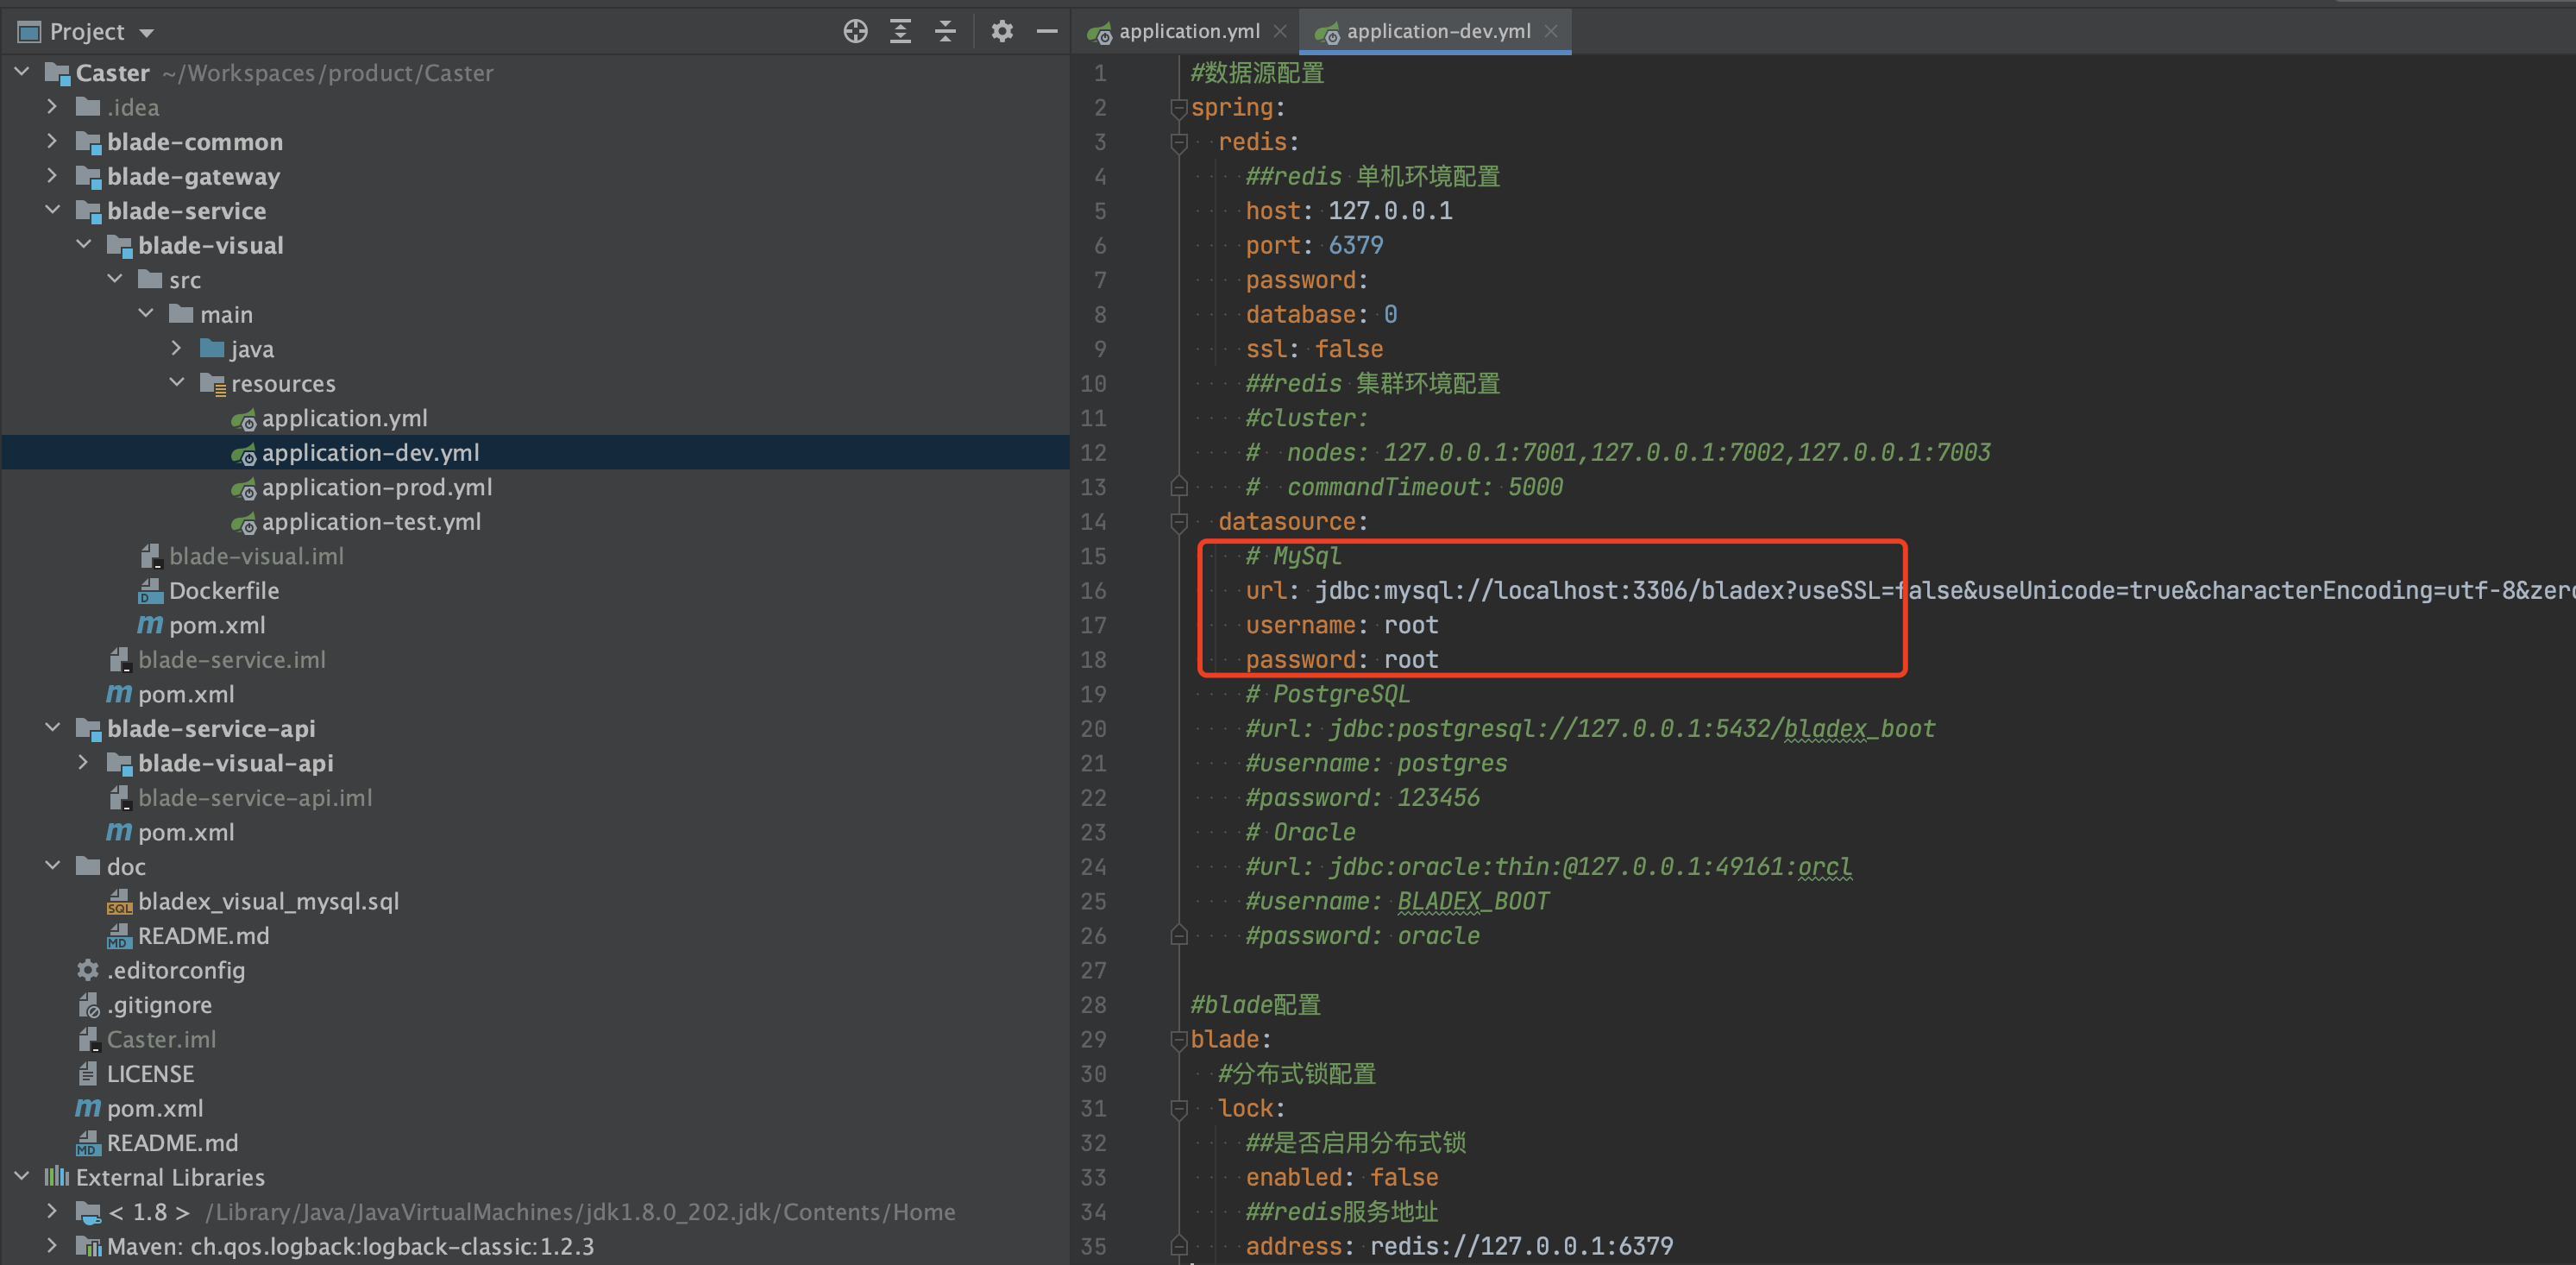 Project
Caster ~/Workspaces/product/Caster
.idea
blade-common
blade-gateway
blade-service
blade-visual
src
main
java
resources
application.yml
application-dev.yml
application-prod.yml
application-test.yml
blade-visual.iml
Dockerfile
pom.xml
blade-service.iml
pom.xml
blade-service-api
blade-visual-api
blade-service-api.iml
pom.xml
doc
bladex_visual_mysql.sql
README.md
.editorconfig
.gitignore
Caster.iml
LICENSE
pom.xml
README.md
External Libraries
< 1.8 > /Library/Java/JavaVirtualMachines/jdk1.8.0_202.jdk/Contents/Home
Maven: ch.qos.logback:logback-classic:1.2.3
application.yml
application-dev.yml
1 #数据源配置
2 spring:
3 redis:
4 ##redis 单机环境配置
5 host: 127.0.0.1
6 port: 6379
7 password:
8 database: 0
9 ssl: false
10 ##redis 集群环境配置
11 #cluster:
12 # nodes: 127.0.0.1:7001,127.0.0.1:7002,127.0.0.1:7003
13 # commandTimeout: 5000
14 datasource:
15 # MySql
16 url: jdbc:mysql://localhost:3306/bladex?useSSL=false&useUnicode=true&characterEncoding=utf-8&zero
17 username: root
18 password: root
19 # PostgreSQL
20 #url: jdbc:postgresql://127.0.0.1:5432/bladex_boot
21 #username: postgres
22 #password: 123456
23 # Oracle
24 #url: jdbc:oracle:thin:@127.0.0.1:49161:orcl
25 #username: BLADEX_BOOT
26 #password: oracle
27
28 #blade配置
29 blade:
30 #分布式锁配置
31 lock:
32 ##是否启用分布式锁
33 enabled: false
34 ##redis服务地址
35 address: redis://127.0.0.1:6379